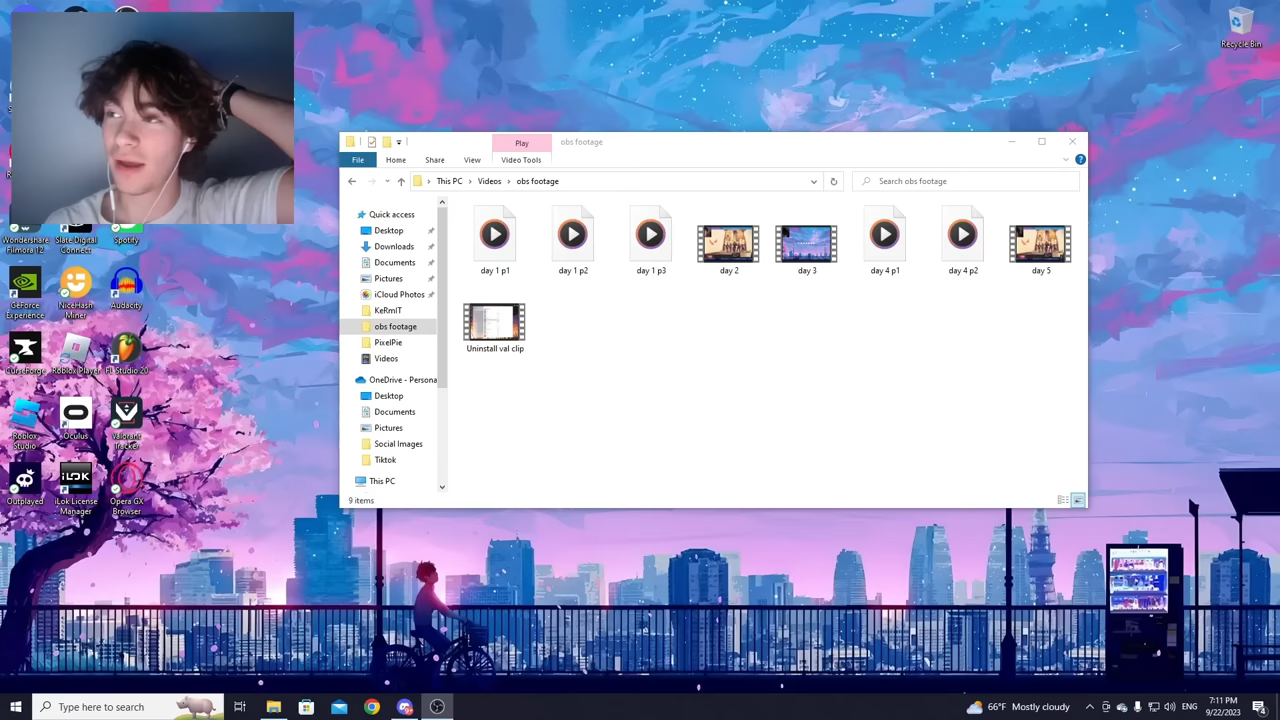 Recycle Bin
Wondershare
Filmora 12
Slate Digital
Connect
Spotify
GeForce
Experience
NiceHash
Miner
Audacity
CurseForge
Roblox Player
FL Studio 20
Roblox
Studio
Oculus
Valorant
Tracker
Outplayed
iLok License
Manager
Opera GX
Browser
iLOK
Play
obs footage
File
Home
Share
View
Video Tools
This PC
Videos
obs footage
Search obs footage
Quick access
Desktop
Downloads
Documents
Pictures
iCloud Photos
KeRmIT
obs footage
PixelPie
Videos
OneDrive - Persona
Desktop
Documents
Pictures
Social Images
Tiktok
This PC
day 1 p1
day 1 p2
day 1 p3
day 2
day 3
day 4 p1
day 4 p2
day 5
Uninstall val clip
9 items
Type here to search
66°F Mostly cloudy
ENG
7:11 PM
9/22/2023
4